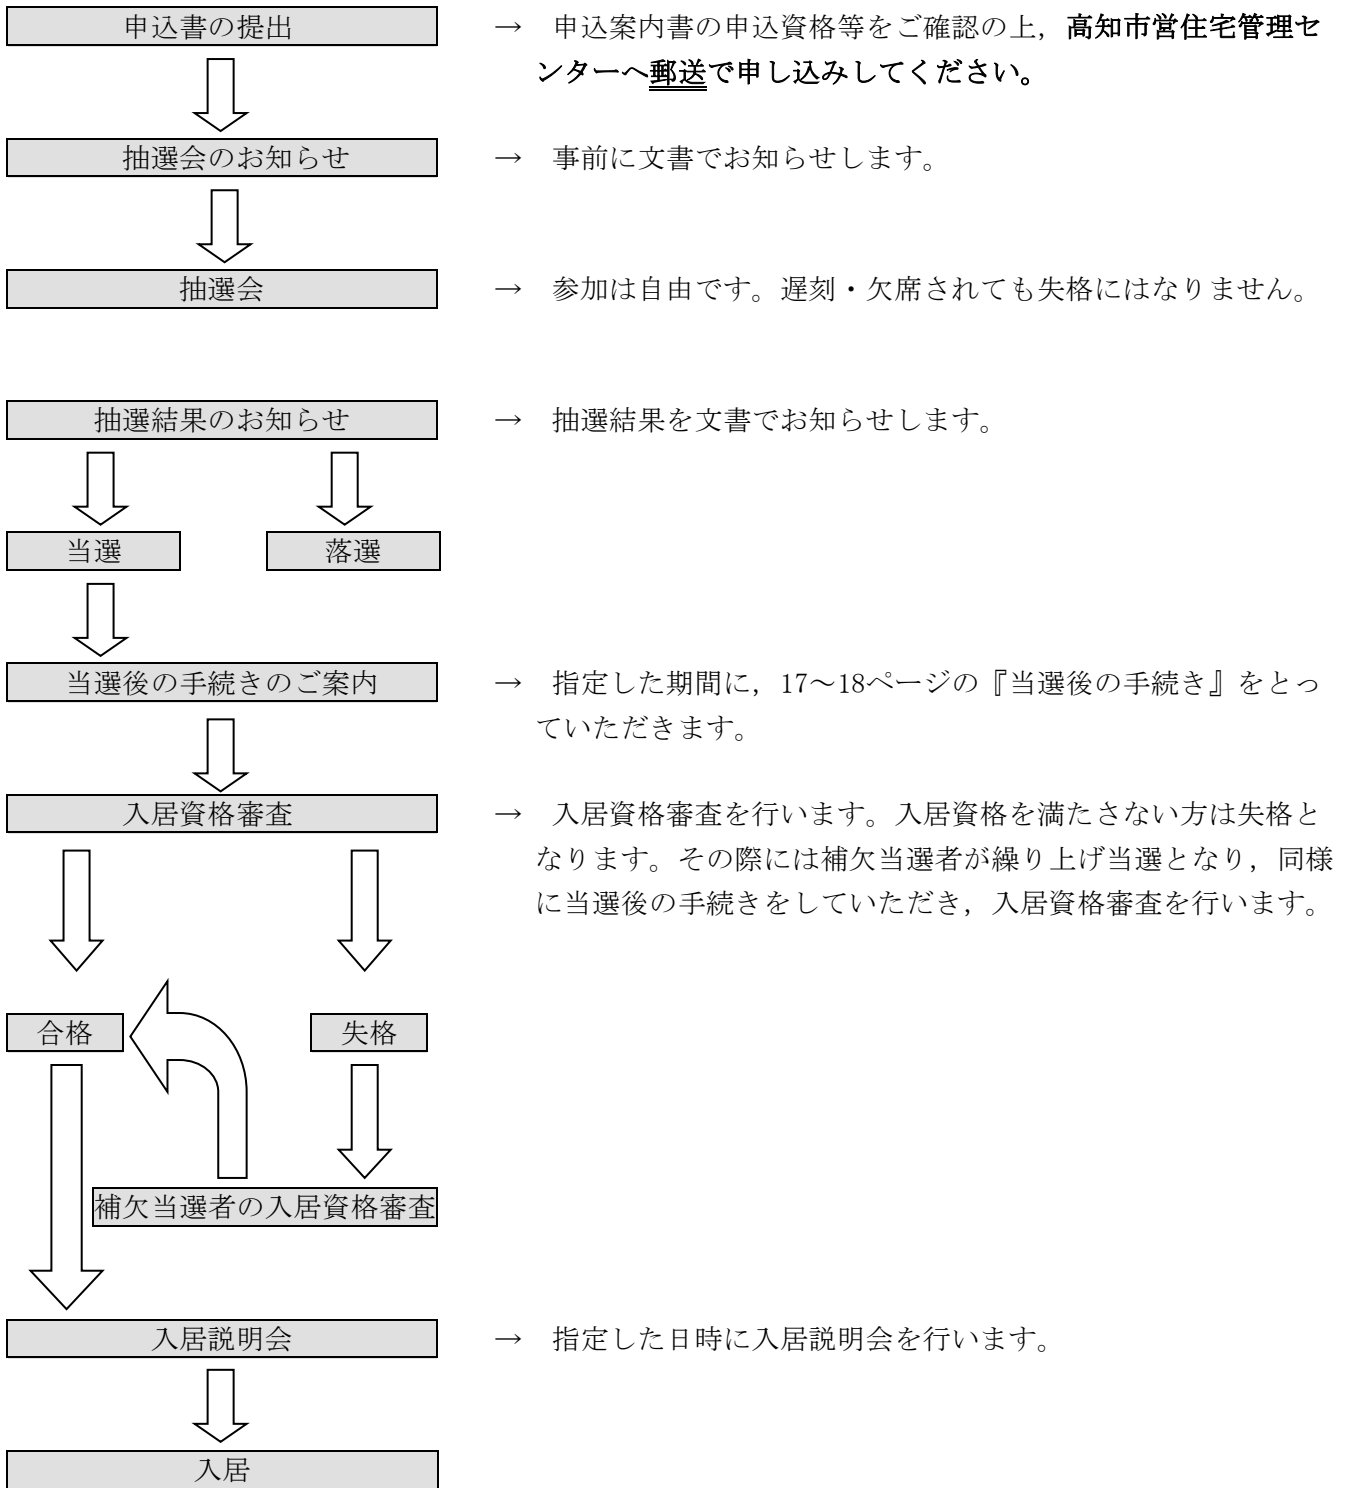 申込書の提出
→ 申込案内書の申込資格等をご確認の上，高知市営住宅管理セ
ンターへ郵送で申し込みしてください。
抽選会のお知らせ
→ 事前に文書でお知らせします。
抽選会
→ 参加は自由です。遅刻・欠席されても失格にはなりません。
抽選結果のお知らせ
→ 抽選結果を文書でお知らせします。
当選
落選
当選後の手続きのご案内
→ 指定した期間に，17～18ページの『当選後の手続き』をとっ
ていただきます。
入居資格審査
→ 入居資格審査を行います。入居資格を満たさない方は失格と
なります。その際には補欠当選者が繰り上げ当選となり，同様
に当選後の手続きをしていただき，入居資格審査を行います。
合格
失格
補欠当選者の入居資格審査
入居説明会
→ 指定した日時に入居説明会を行います。
入居